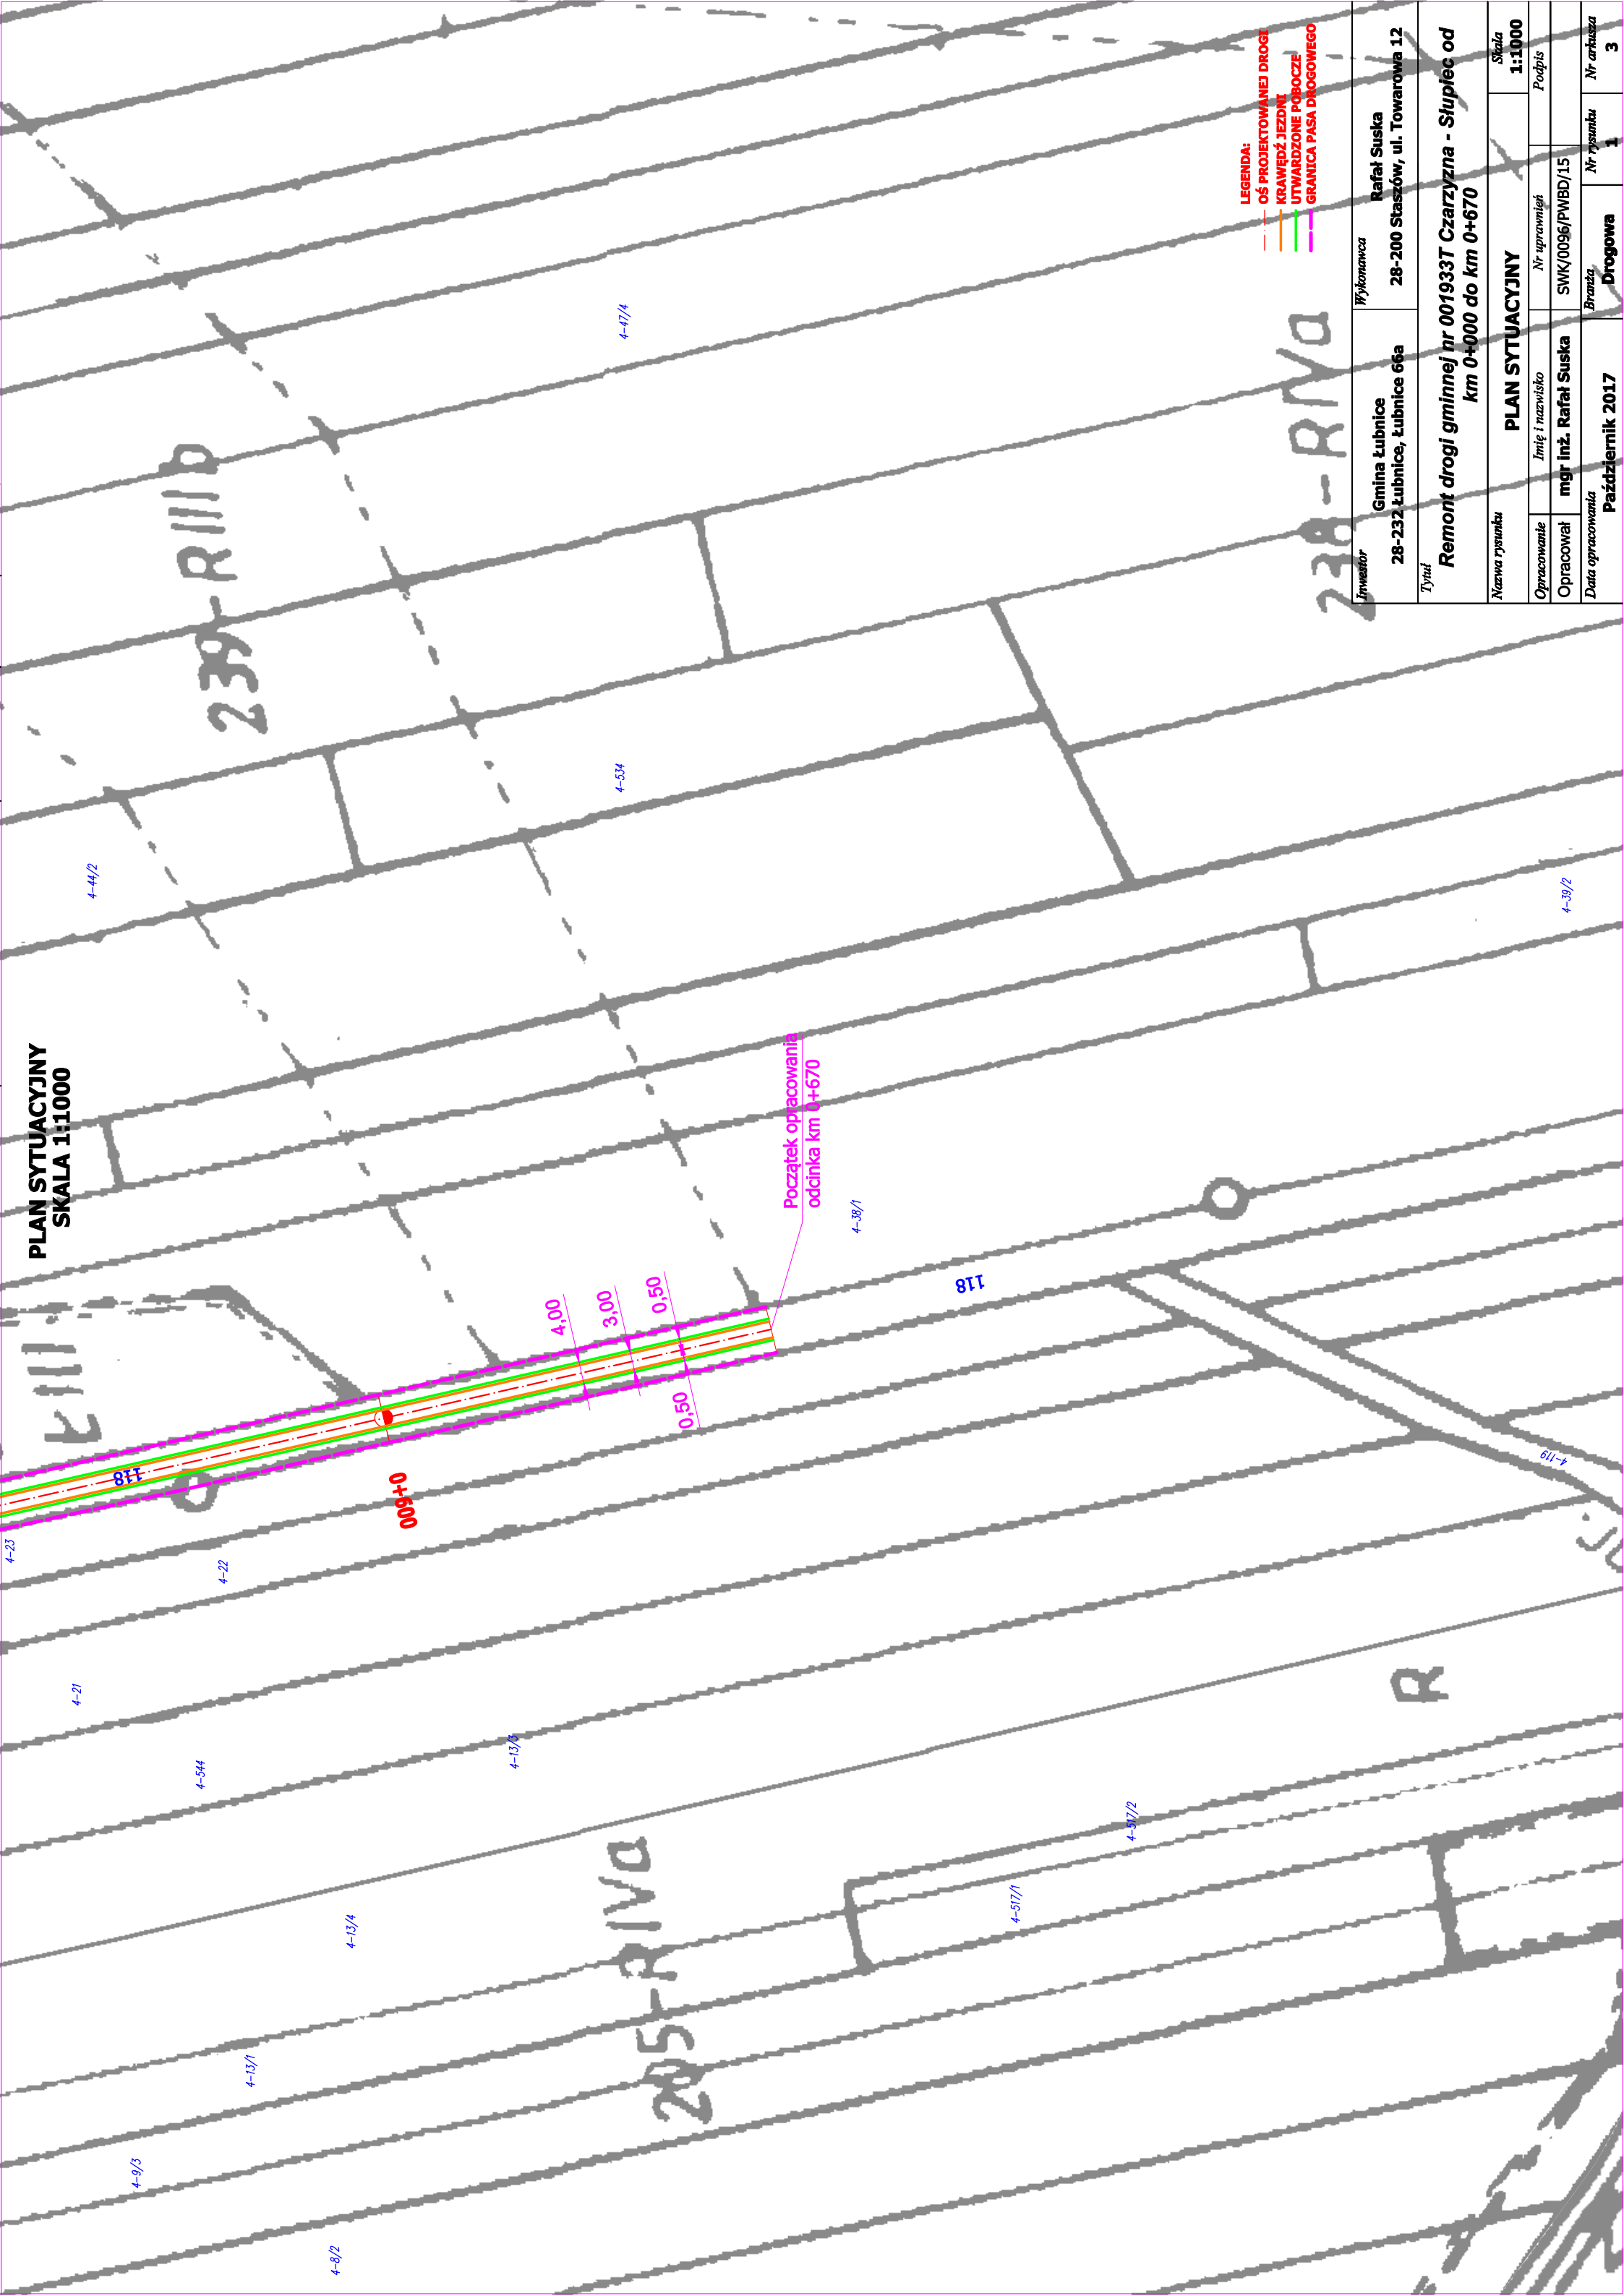 PLAN SYTUACYJNY
SKALA 1:1000
E-III
239-RIIIb
205-RIVa
238-RIVa
R
4-23
4-22
4-21
4-544
4-13/3
4-13/4
4-13/1
4-9/3
4-8/2
4-44/2
4-534
4-47/4
4-38/1
4-39/2
4-119
4-517/2
4-517/1
118
118
0+600
4,00
3,00
0,50
0,50
Początek opracowania
odcinka km 0+670
LEGENDA:
OŚ PROJEKTOWANEJ DROGI
KRAWĘDŹ JEZDNI
UTWARDZONE POBOCZE
GRANICA PASA DROGOWEGO
Inwestor
Gmina Łubnice
28-232 Łubnice, Łubnice 66a
Wykonawca
Rafał Suska
28-200 Staszów, ul. Towarowa 12
Tytuł
Remont drogi gminnej nr 001933T Czarzyzna - Słupiec od
km 0+000 do km 0+670
Nazwa rysunku
PLAN SYTUACYJNY
Skala
1:1000
Opracowanie Imię i nazwisko Nr uprawnień Podpis
Opracował mgr inż. Rafał Suska SWK/0096/PWBD/15
Data opracowania
Październik 2017
Branża
Drogowa
Nr rysunku
1
Nr arkusza
3